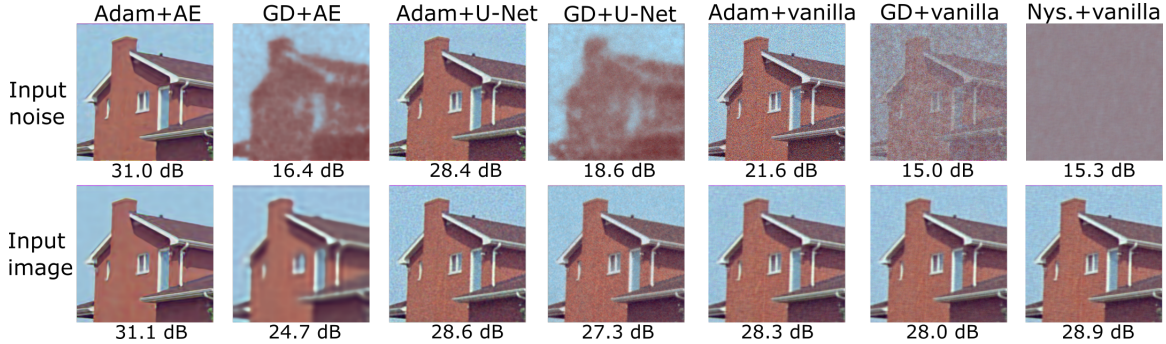 Adam+AE GD+AE Adam+U-Net GD+U-Net Adam+vanilla GD+vanilla Nys.+vanilla
Input
noise
31.0 dB 16.4 dB 28.4 dB 18.6 dB 21.6 dB 15.0 dB 15.3 dB
Input
image
31.1 dB 24.7 dB 28.6 dB 27.3 dB 28.3 dB 28.0 dB 28.9 dB